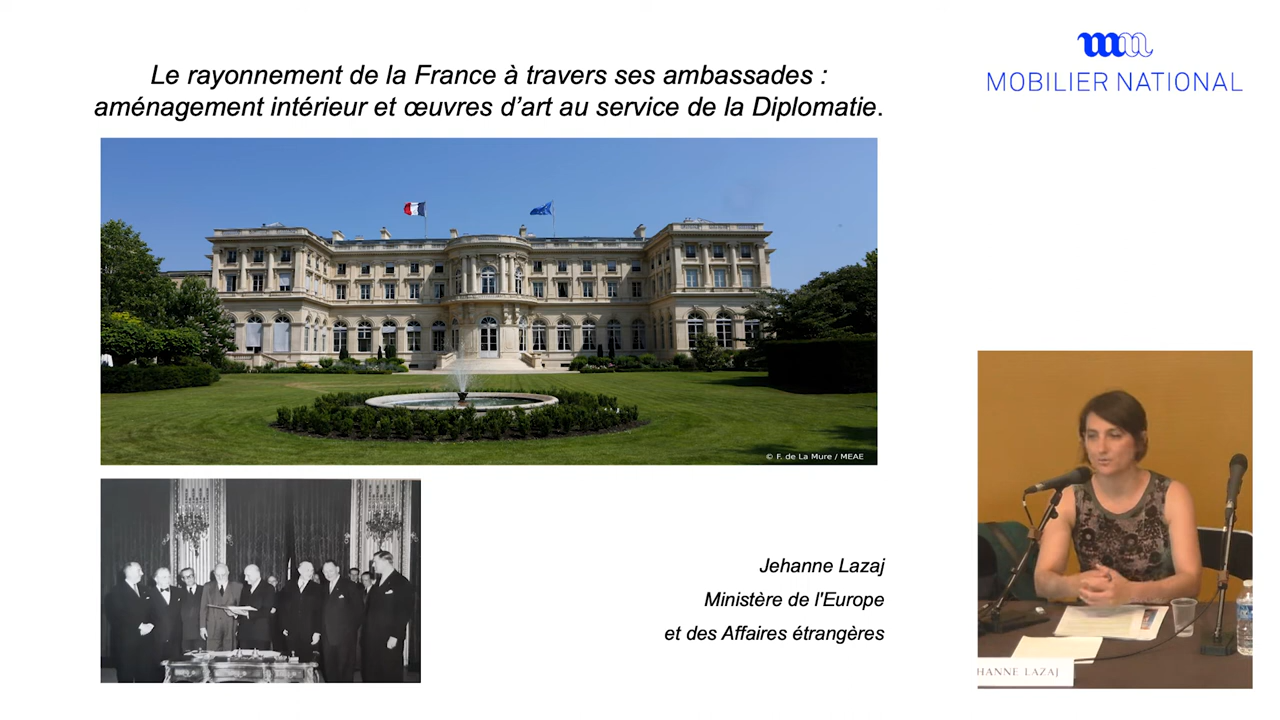 Le rayonnement de la France à travers ses ambassades :
aménagement intérieur et œuvres d’art au service de la Diplomatie.
MOBILIER NATIONAL
© F. de La Mure / MEAE
Jehanne Lazaj
Ministère de l'Europe
et des Affaires étrangères
HANNE LAZAJ